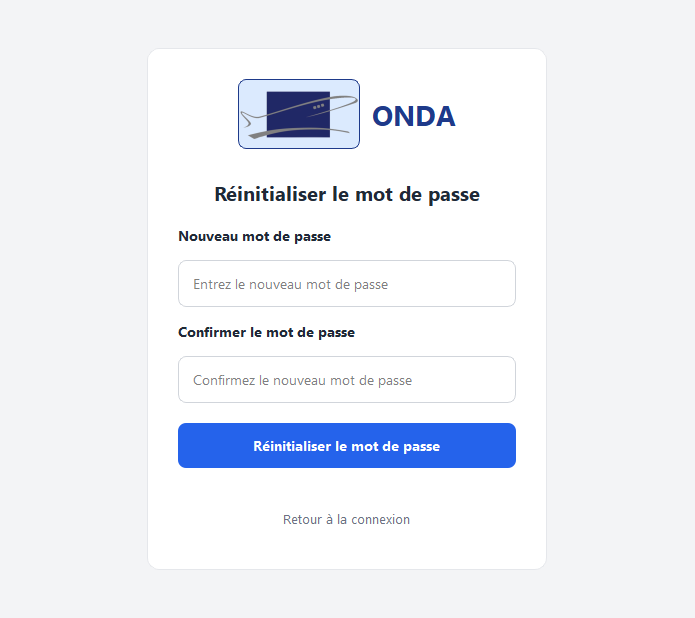 ONDA
Réinitialiser le mot de passe
Nouveau mot de passe
Entrez le nouveau mot de passe
Confirmer le mot de passe
Confirmez le nouveau mot de passe
Réinitialiser le mot de passe
Retour à la connexion